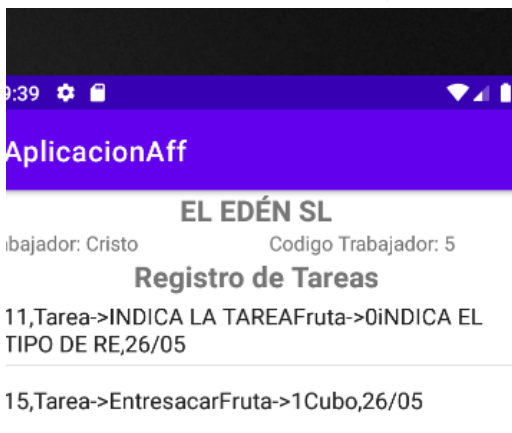 9:39
AplicacionAff
EL EDÉN SL
abajador: Cristo Codigo Trabajador: 5
Registro de Tareas
11,Tarea->INDICA LA TAREAFruta->0iNDICA EL
TIPO DE RE,26/05
15,Tarea->EntresacarFruta->1Cubo,26/05